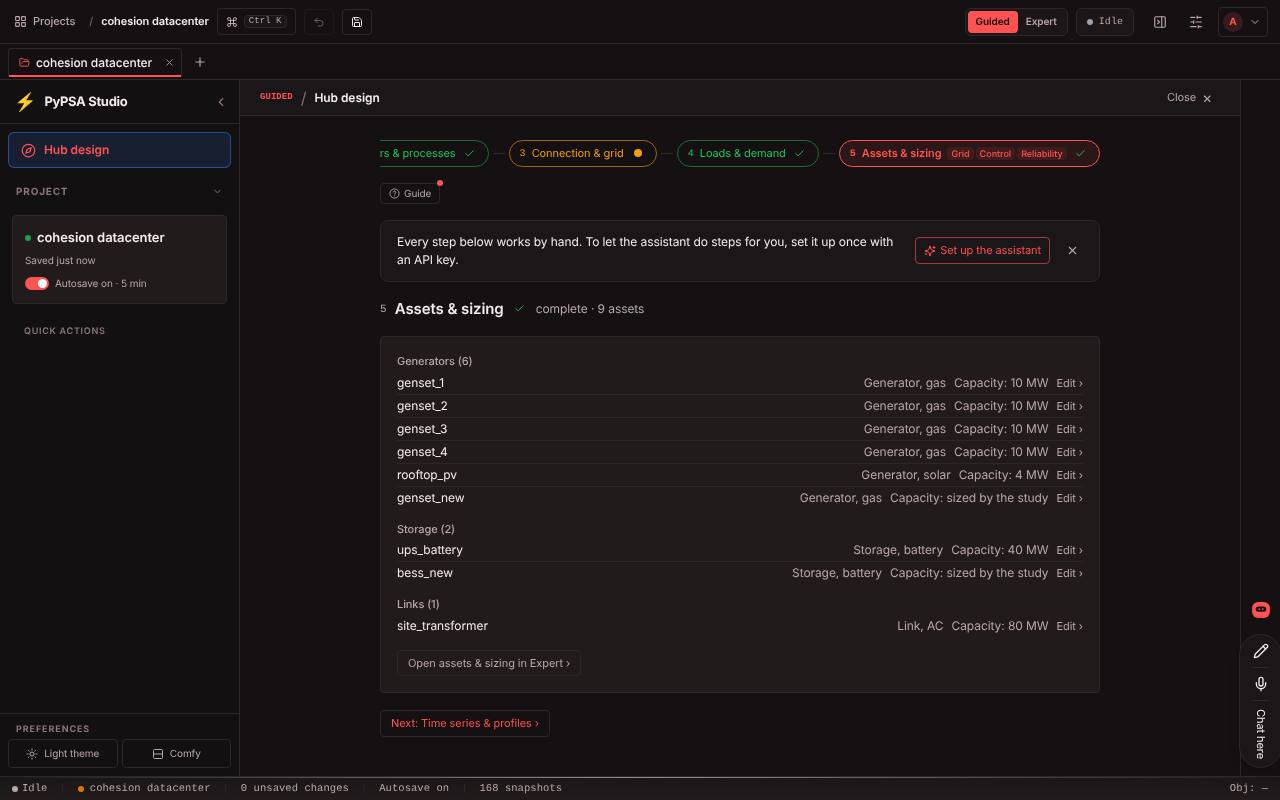 Projects / cohesion datacenter ⌘ Ctrl K Guided Expert Idle A
cohesion datacenter
PyPSA Studio
GUIDED / Hub design Close
Hub design
rs & processes 3 Connection & grid 4 Loads & demand 5 Assets & sizing Grid Control Reliability
PROJECT
Guide
cohesion datacenter
Saved just now
Autosave on · 5 min
Every step below works by hand. To let the assistant do steps for you, set it up once with
an API key.
Set up the assistant
QUICK ACTIONS
5 Assets & sizing complete · 9 assets
Generators (6)
genset_1 Generator, gas Capacity: 10 MW Edit ›
genset_2 Generator, gas Capacity: 10 MW Edit ›
genset_3 Generator, gas Capacity: 10 MW Edit ›
genset_4 Generator, gas Capacity: 10 MW Edit ›
rooftop_pv Generator, solar Capacity: 4 MW Edit ›
genset_new Generator, gas Capacity: sized by the study Edit ›
Storage (2)
ups_battery Storage, battery Capacity: 40 MW Edit ›
bess_new Storage, battery Capacity: sized by the study Edit ›
Links (1)
site_transformer Link, AC Capacity: 80 MW Edit ›
Open assets & sizing in Expert ›
Next: Time series & profiles ›
Chat here
PREFERENCES
Light theme Comfy
Idle cohesion datacenter 0 unsaved changes Autosave on 168 snapshots Obj: —